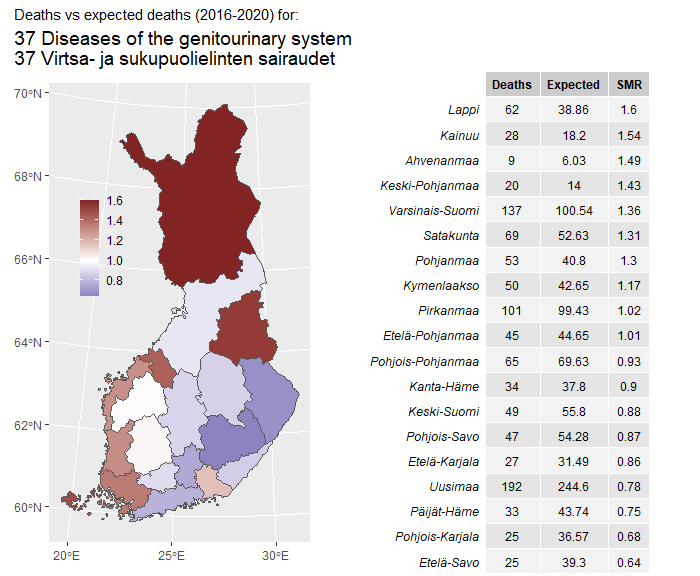 Deaths vs expected deaths (2016-2020) for:
37 Diseases of the genitourinary system
37 Virtsa- ja sukupuolielinten sairaudet
70°N
68°N
66°N
64°N
62°N
60°N
20°E 25°E 30°E
1.6
1.4
1.2
1.0
0.8
Deaths Expected SMR
Lappi 62 38.86 1.6
Kainuu 28 18.2 1.54
Ahvenanmaa 9 6.03 1.49
Keski-Pohjanmaa 20 14 1.43
Varsinais-Suomi 137 100.54 1.36
Satakunta 69 52.63 1.31
Pohjanmaa 53 40.8 1.3
Kymenlaakso 50 42.65 1.17
Pirkanmaa 101 99.43 1.02
Etelä-Pohjanmaa 45 44.65 1.01
Pohjois-Pohjanmaa 65 69.63 0.93
Kanta-Häme 34 37.8 0.9
Keski-Suomi 49 55.8 0.88
Pohjois-Savo 47 54.28 0.87
Etelä-Karjala 27 31.49 0.86
Uusimaa 192 244.6 0.78
Päijät-Häme 33 43.74 0.75
Pohjois-Karjala 25 36.57 0.68
Etelä-Savo 25 39.3 0.64